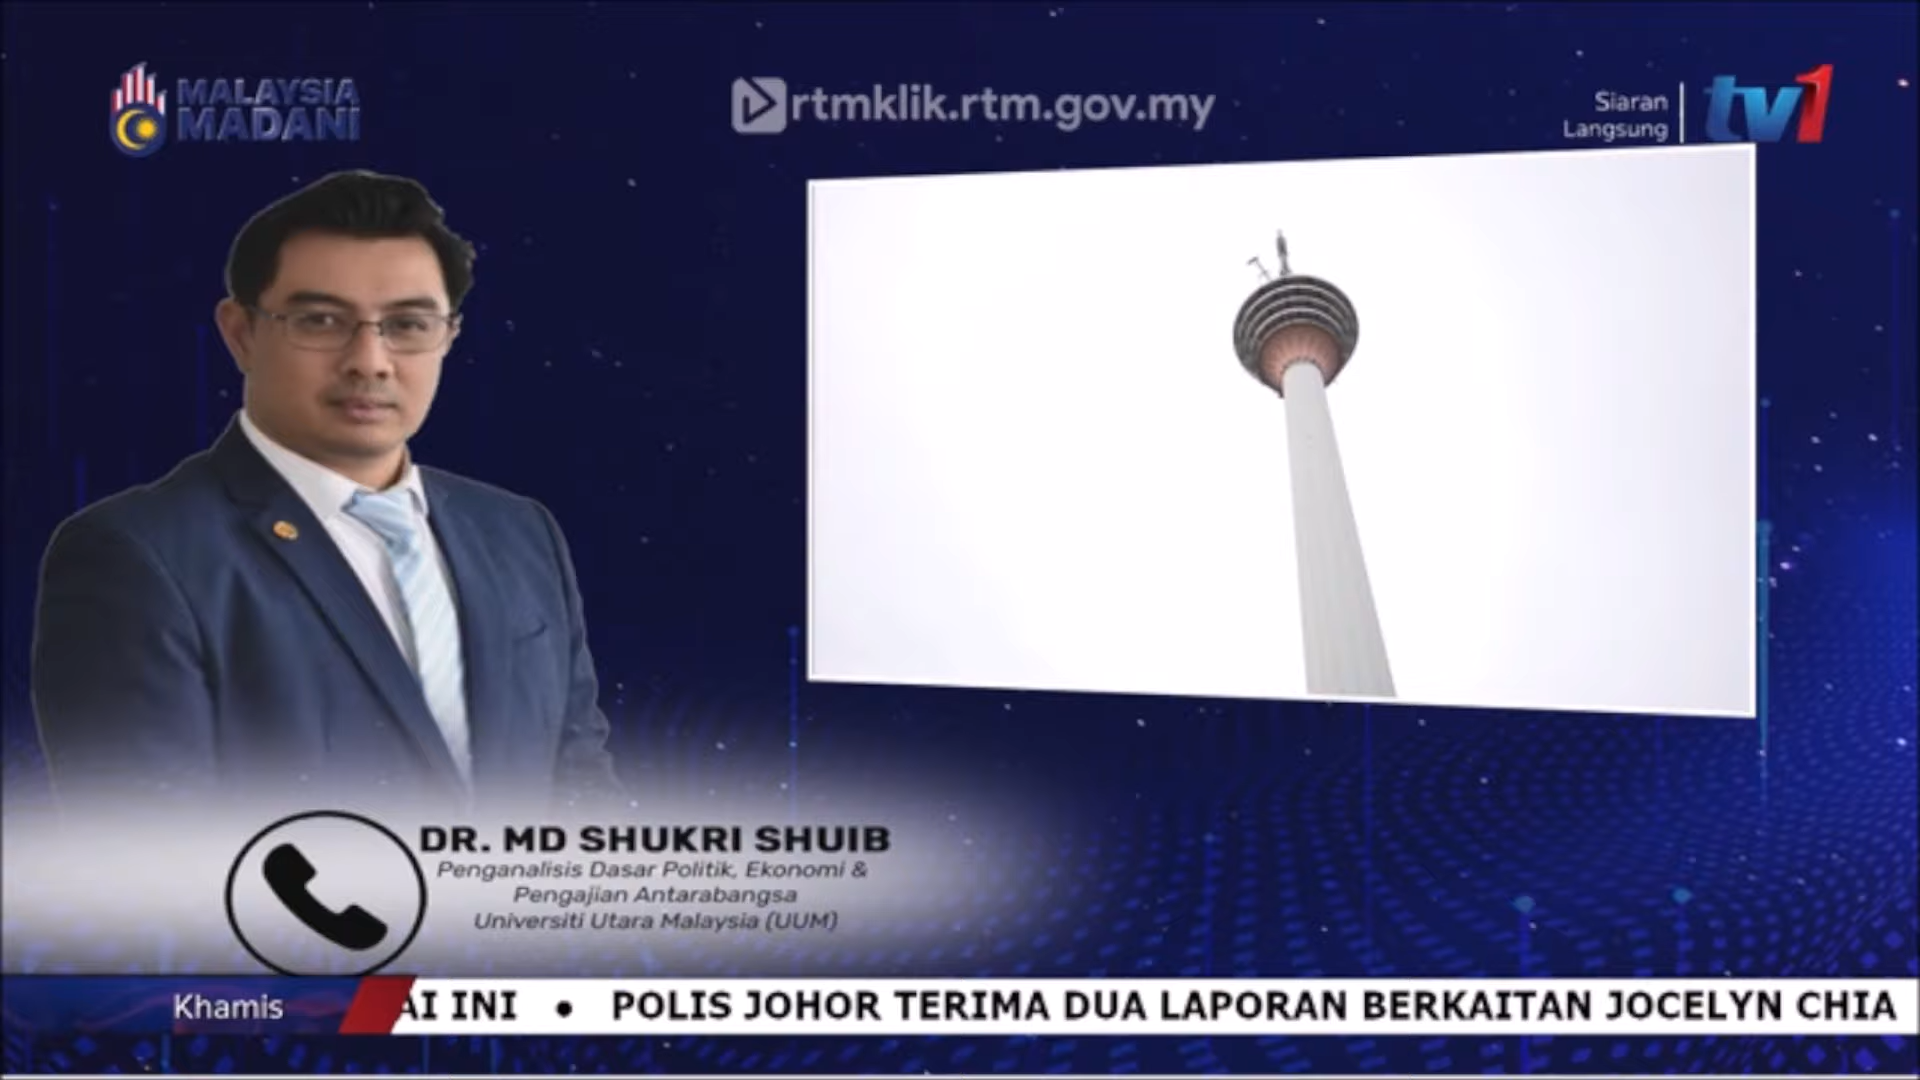 MALAYSIA
MADANI
rtmklik.rtm.gov.my
Siaran
Langsung
tv1
DR. MD SHUKRI SHUIB
Penganalisis Dasar Politik, Ekonomi &
Pengajian Antarabangsa
Universiti Utara Malaysia (UUM)
Khamis
AI INI • POLIS JOHOR TERIMA DUA LAPORAN BERKAITAN JOCELYN CHIA